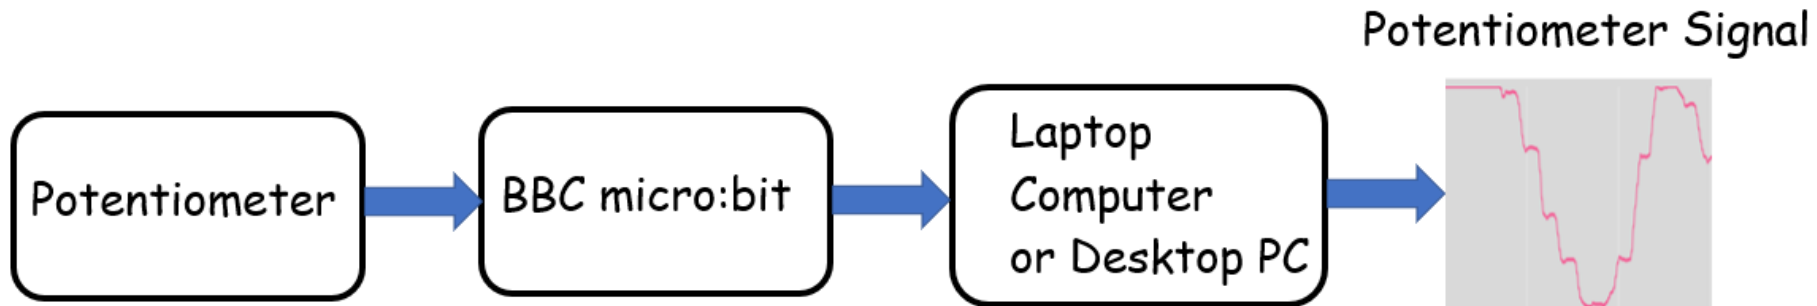 Potentiometer Signal
Potentiometer
BBC micro:bit
Laptop
Computer
or Desktop PC